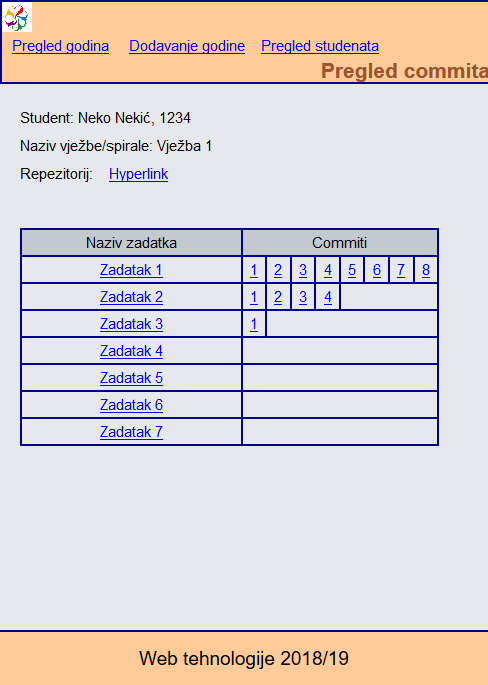 Pregled godina Dodavanje godine Pregled studenata
Pregled commita
Student: Neko Nekić, 1234
Naziv vježbe/spirale: Vježba 1
Repezitorij: Hyperlink
Naziv zadatka Commiti
Zadatak 1 1 2 3 4 5 6 7 8
Zadatak 2 1 2 3 4
Zadatak 3 1
Zadatak 4
Zadatak 5
Zadatak 6
Zadatak 7
Web tehnologije 2018/19